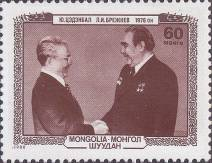 Ю.ЦЭДЭНБАЛ Л.И.БРЕЖНЕВ 1976 ОН
60
МӨНГӨ
MONGOLIA·МОНГОЛ
ШУУДАН